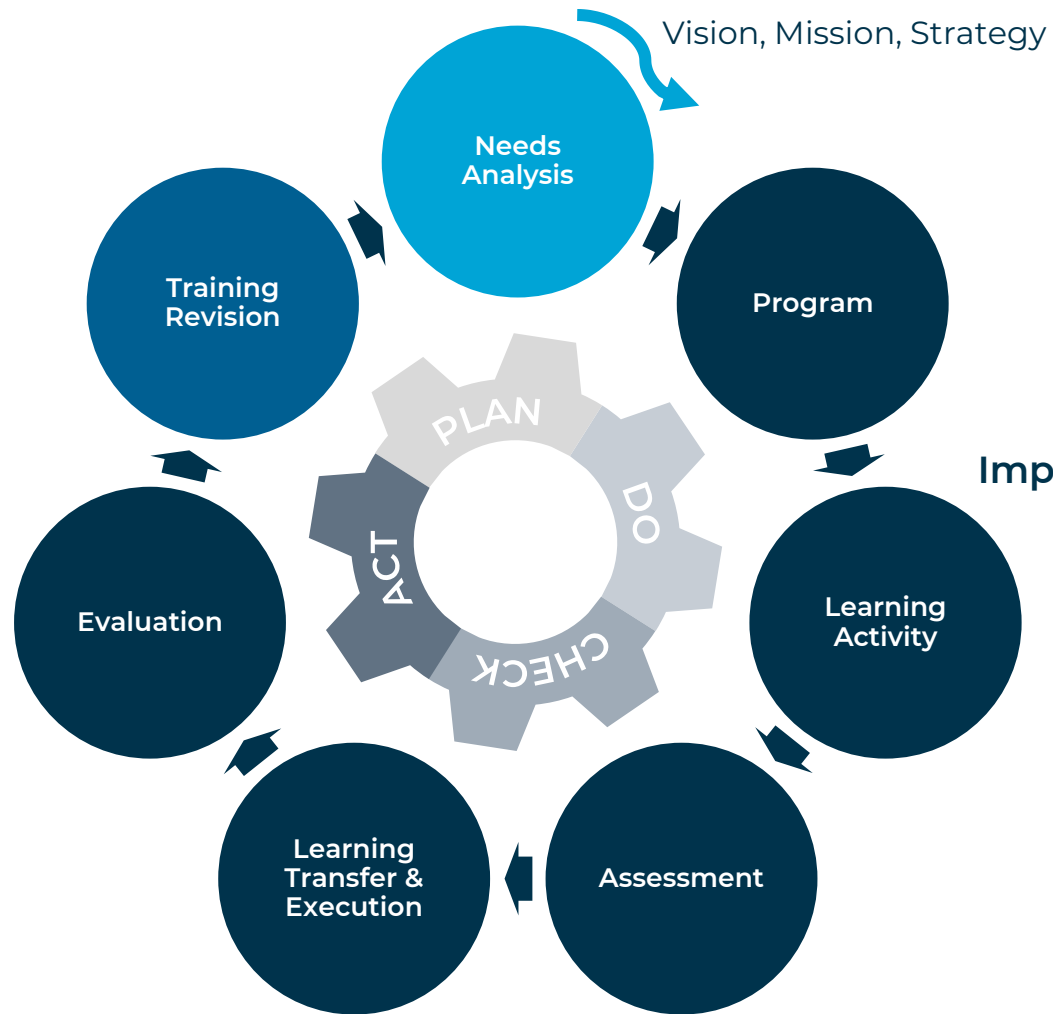 Vision, Mission, Strategy
Needs
Analysis
Program
Imp
Learning
Activity
Assessment
Learning
Transfer &
Execution
Evaluation
Training
Revision
PLAN
DO
CHECK
ACT